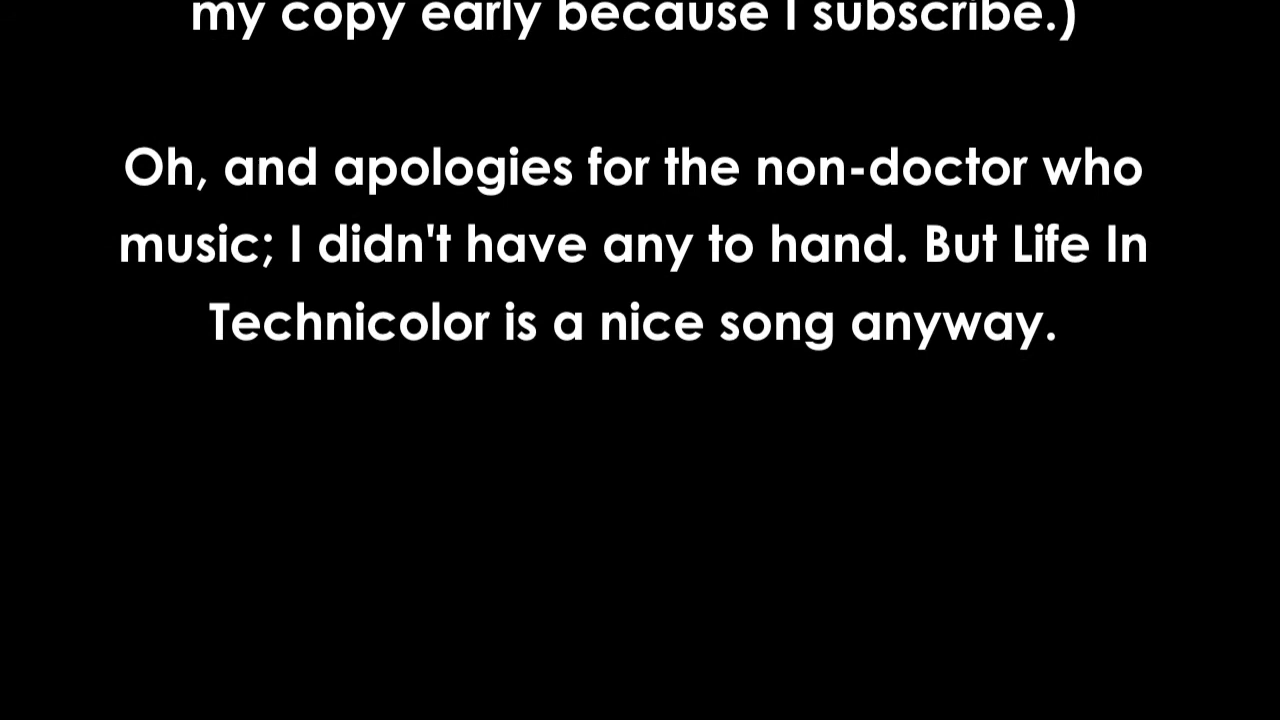 my copy early because I subscribe.)
Oh, and apologies for the non-doctor who
music; I didn't have any to hand. But Life In
Technicolor is a nice song anyway.